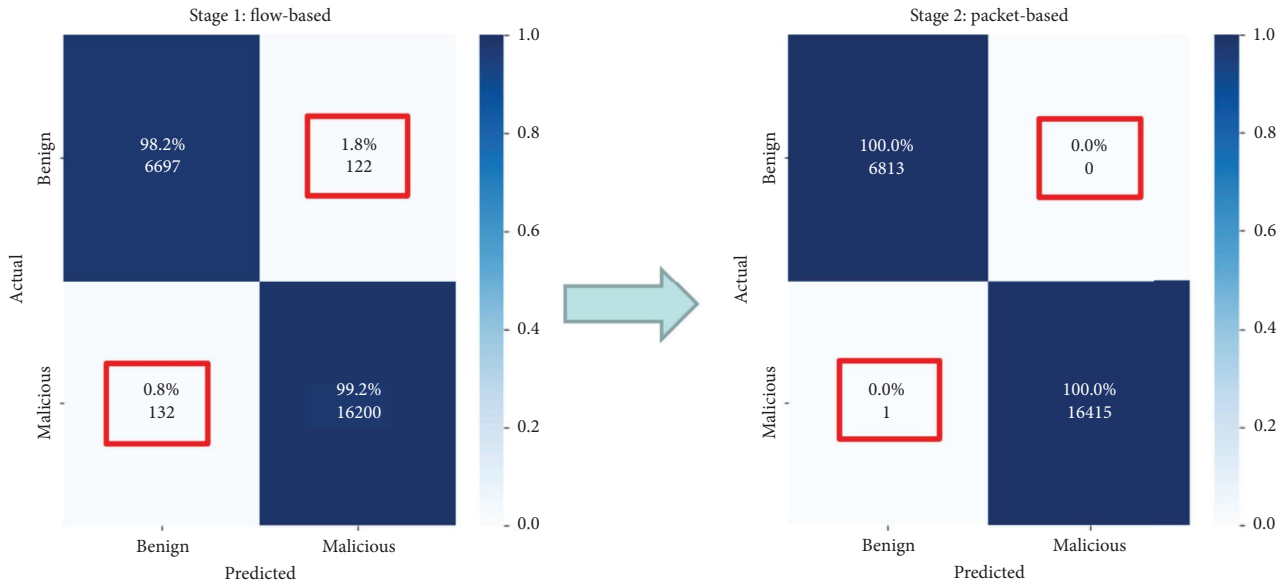 Stage 1: flow-based
Benign
Malicious
Actual
98.2%
6697
1.8%
122
0.8%
132
99.2%
16200
Benign
Malicious
Predicted
1.0
0.8
0.6
0.4
0.2
0.0
Stage 2: packet-based
Benign
Malicious
Actual
100.0%
6813
0.0%
0
0.0%
1
100.0%
16415
Benign
Malicious
Predicted
1.0
0.8
0.6
0.4
0.2
0.0